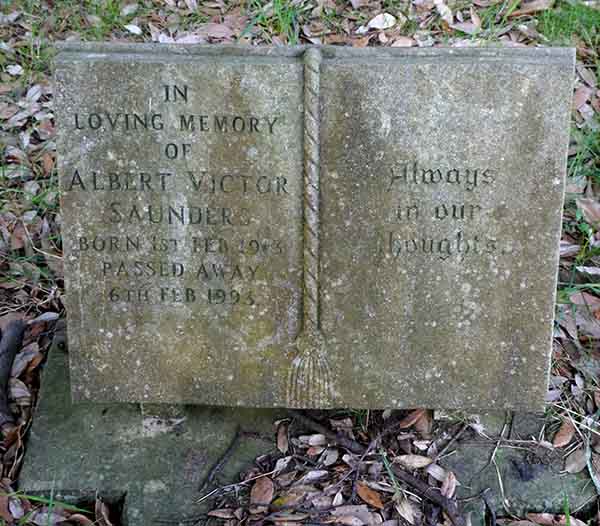 IN
LOVING MEMORY
OF
ALBERT VICTOR
SAUNDERS
BORN 1ST FEB
PASSED AWAY
6TH FEB 1993
Always
in our
thoughts.